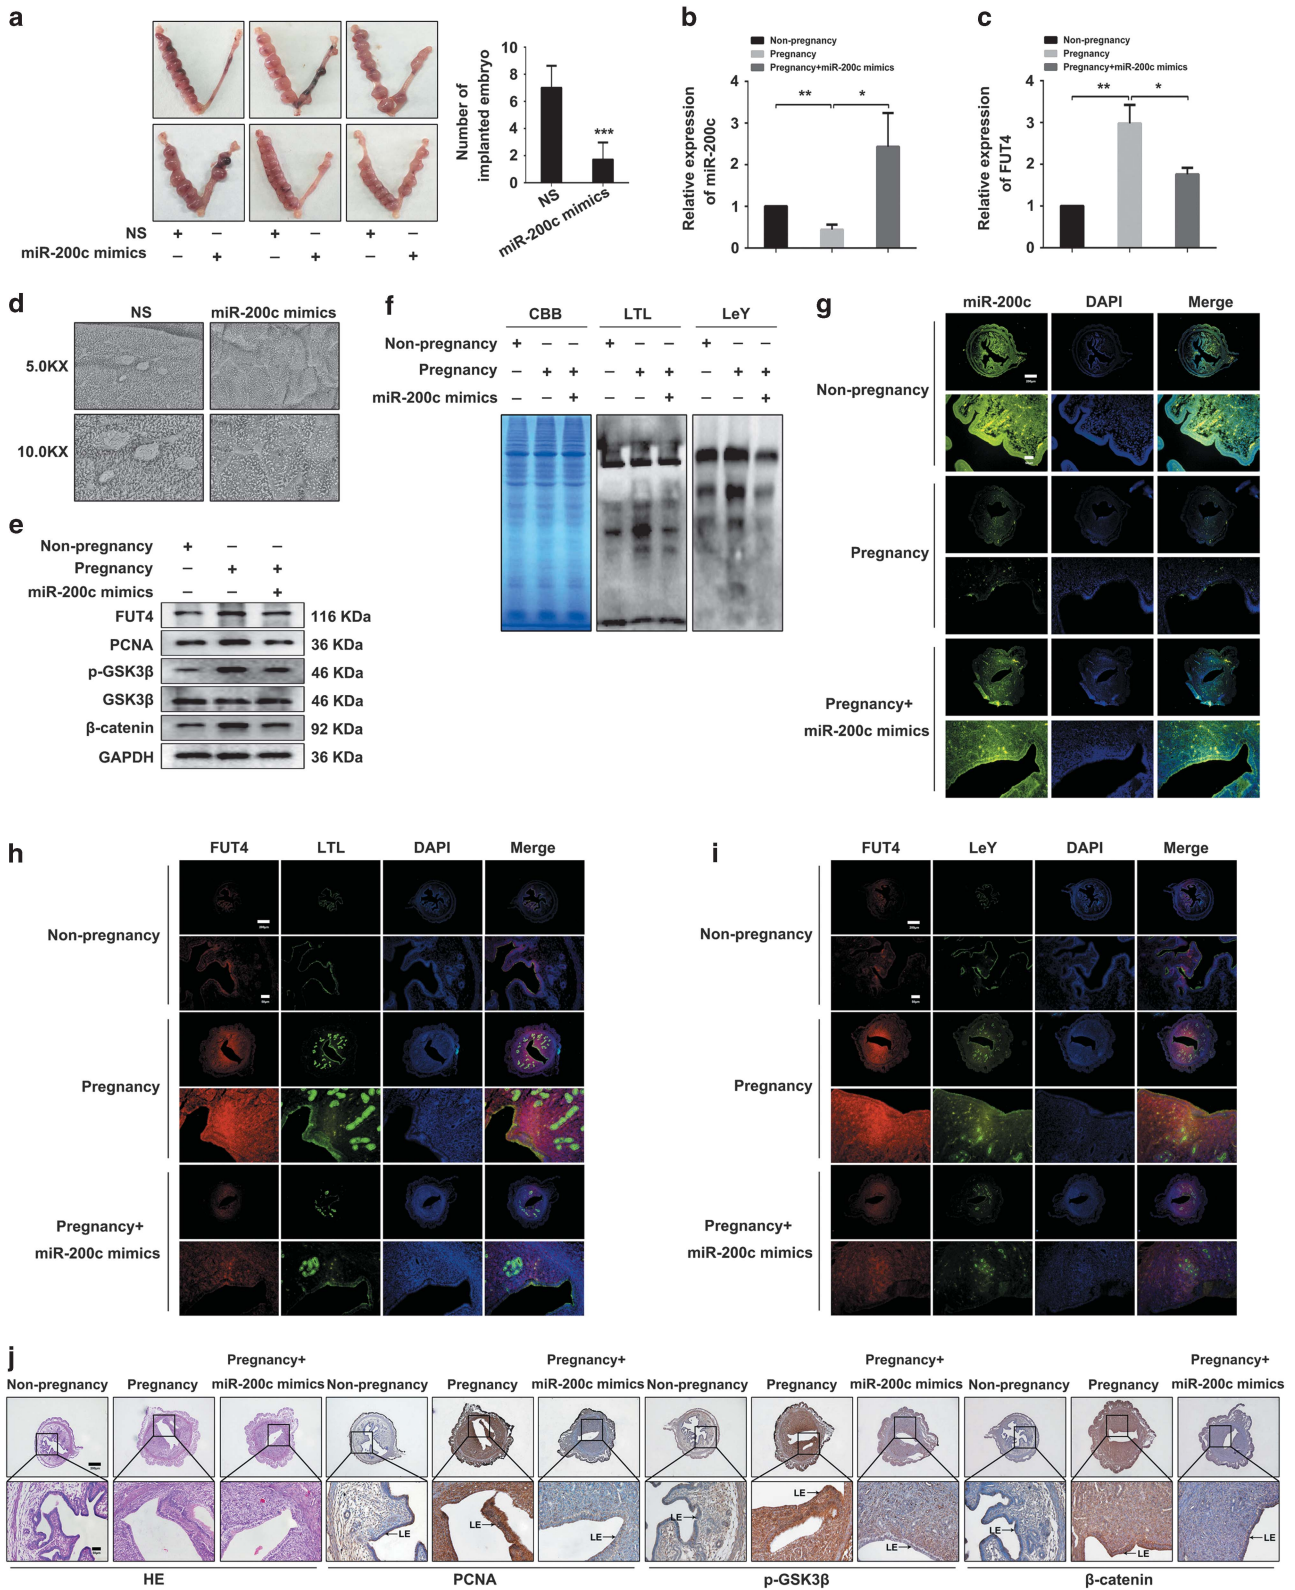 a
NS + − + − + −
miR-200c mimics − + − + − +
Number of
implanted embryo
10
8
6
4
2
0
***
NS
miR-200c mimics
b
Non-pregnancy
Pregnancy
Pregnancy+miR-200c mimics
Relative expression
of miR-200c
4
3
2
1
0
** *
c
Non-pregnancy
Pregnancy
Pregnancy+miR-200c mimics
Relative expression
of FUT4
4
3
2
1
0
** *
d
NS miR-200c mimics
5.0KX
10.0KX
e
Non-pregnancy + − −
Pregnancy − + +
miR-200c mimics − − +
FUT4 116 KDa
PCNA 36 KDa
p-GSK3β 46 KDa
GSK3β 46 KDa
β-catenin 92 KDa
GAPDH 36 KDa
f
CBB LTL LeY
Non-pregnancy + − − + − − + − −
Pregnancy − + + − + + − + +
miR-200c mimics − − + − − + − − +
g
miR-200c DAPI Merge
Non-pregnancy
Pregnancy
Pregnancy+
miR-200c mimics
h
FUT4 LTL DAPI Merge
Non-pregnancy
Pregnancy
Pregnancy+
miR-200c mimics
i
FUT4 LeY DAPI Merge
Non-pregnancy
Pregnancy
Pregnancy+
miR-200c mimics
j
Pregnancy+ Pregnancy+ Pregnancy+ Pregnancy+
Non-pregnancy Pregnancy miR-200c mimics Non-pregnancy Pregnancy miR-200c mimics Non-pregnancy Pregnancy miR-200c mimics Non-pregnancy Pregnancy miR-200c mimics
LE LE LE LE LE LE LE LE LE
HE PCNA p-GSK3β β-catenin